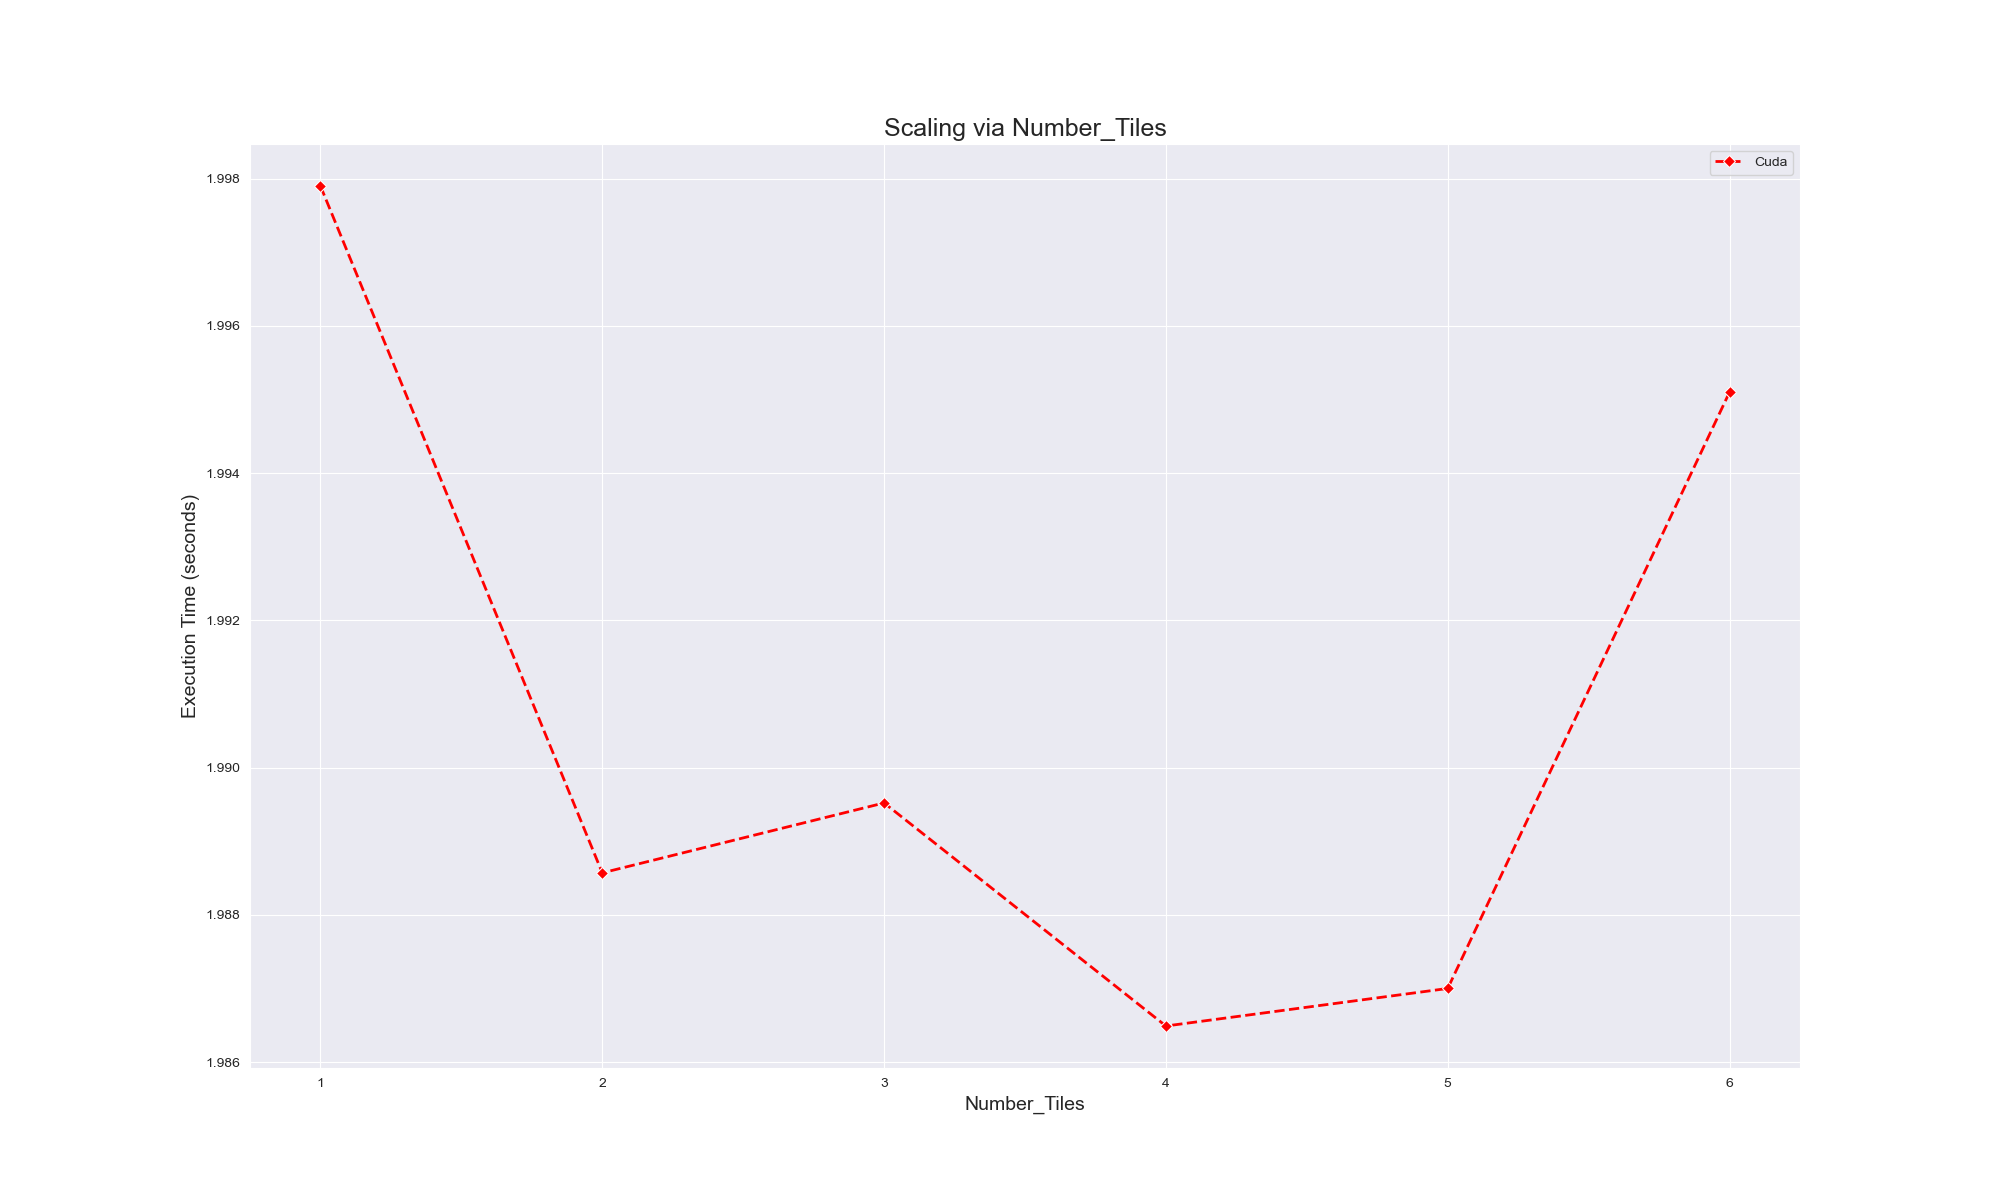 Scaling via Number_Tiles
Cuda
1.998
1.996
1.994
1.992
1.990
1.988
1.986
Execution Time (seconds)
1 2 3 4 5 6
Number_Tiles